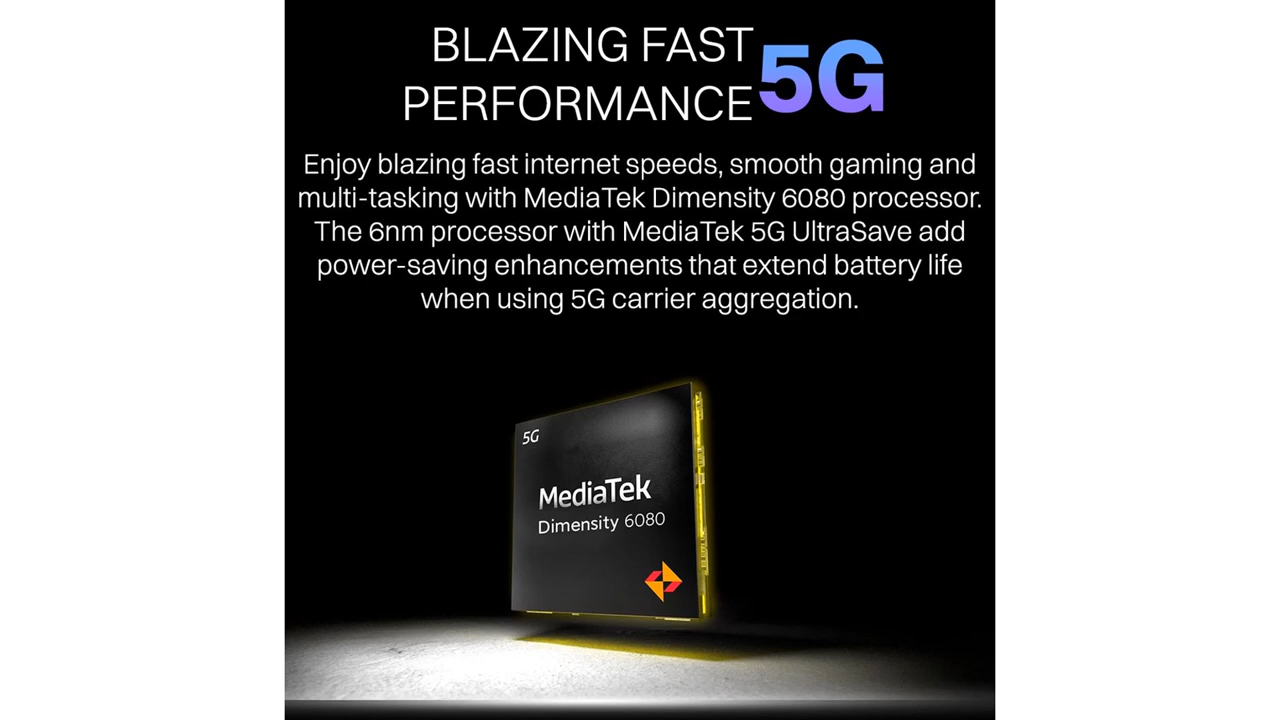 BLAZING FAST
PERFORMANCE 5G
Enjoy blazing fast internet speeds, smooth gaming and
multi-tasking with MediaTek Dimensity 6080 processor.
The 6nm processor with MediaTek 5G UltraSave add
power-saving enhancements that extend battery life
when using 5G carrier aggregation.
5G
MediaTek
Dimensity 6080